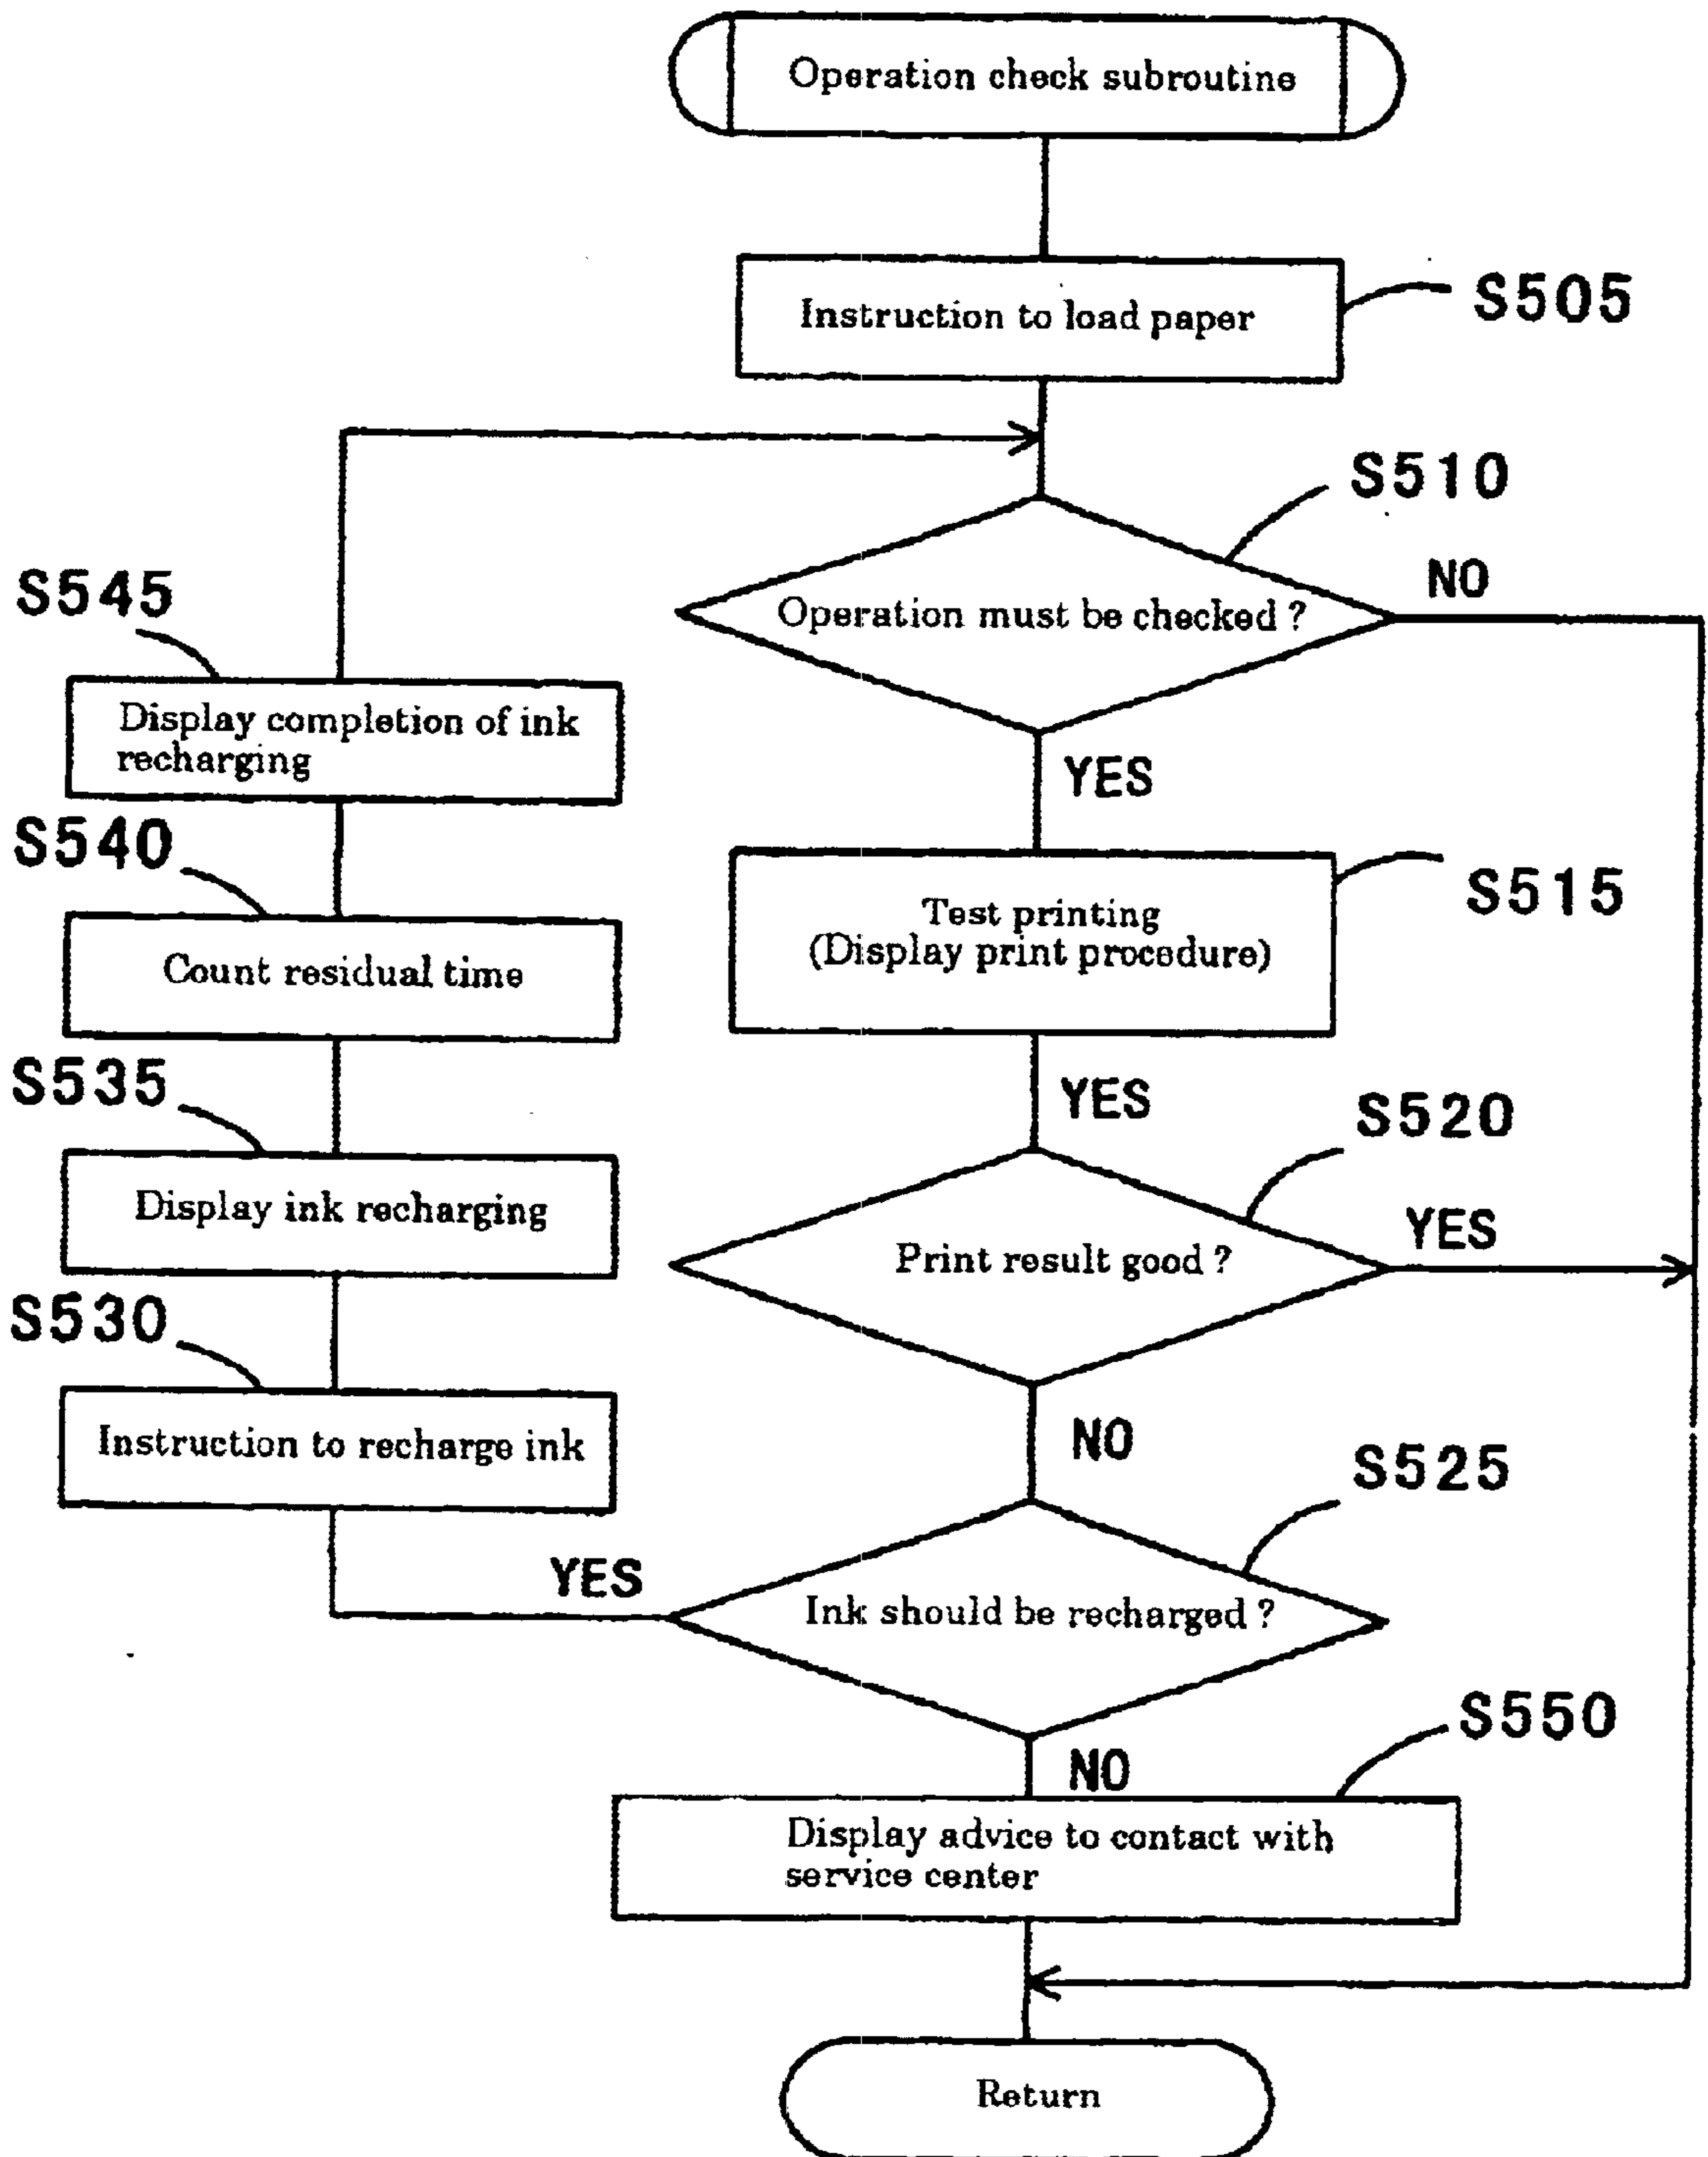 Operation check subroutine
Instruction to load paper
S505
S510
Operation must be checked ?
NO
YES
Test printing
(Display print procedure)
S515
YES
S520
Print result good ?
YES
NO
S525
Ink should be recharged ?
YES
NO
S530
Instruction to recharge ink
S535
Display ink recharging
S540
Count residual time
S545
Display completion of ink
recharging
S550
Display advice to contact with
service center
Return